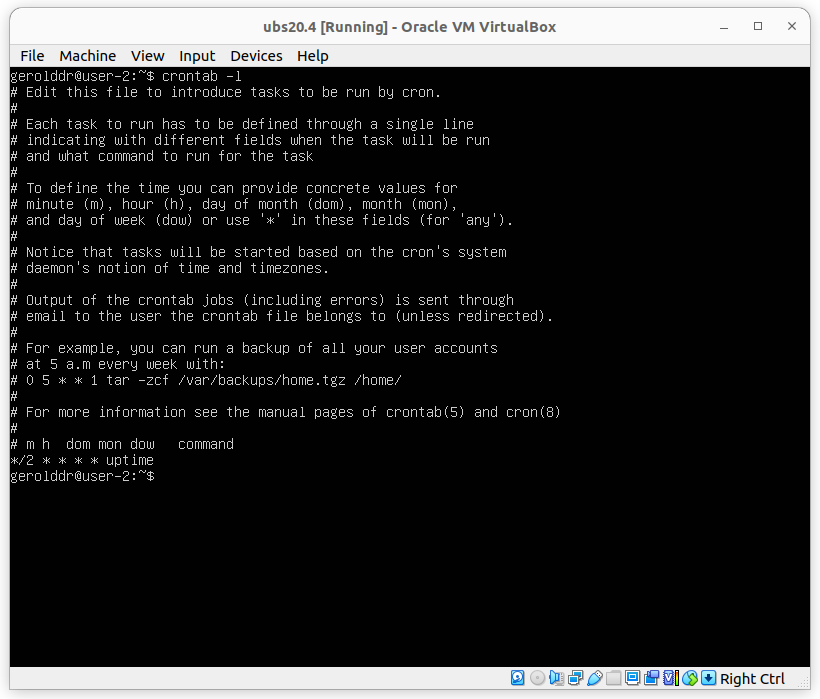 ubs20.4 [Running] - Oracle VM VirtualBox
File Machine View Input Devices Help
gerolddr@user-2:~$ crontab -l
# Edit this file to introduce tasks to be run by cron.
#
# Each task to run has to be defined through a single line
# indicating with different fields when the task will be run
# and what command to run for the task
#
# To define the time you can provide concrete values for
# minute (m), hour (h), day of month (dom), month (mon),
# and day of week (dow) or use '*' in these fields (for 'any').
#
# Notice that tasks will be started based on the cron's system
# daemon's notion of time and timezones.
#
# Output of the crontab jobs (including errors) is sent through
# email to the user the crontab file belongs to (unless redirected).
#
# For example, you can run a backup of all your user accounts
# at 5 a.m every week with:
# 0 5 * * 1 tar -zcf /var/backups/home.tgz /home/
#
# For more information see the manual pages of crontab(5) and cron(8)
#
# m h  dom mon dow   command
*/2 * * * * uptime
gerolddr@user-2:~$
Right Ctrl